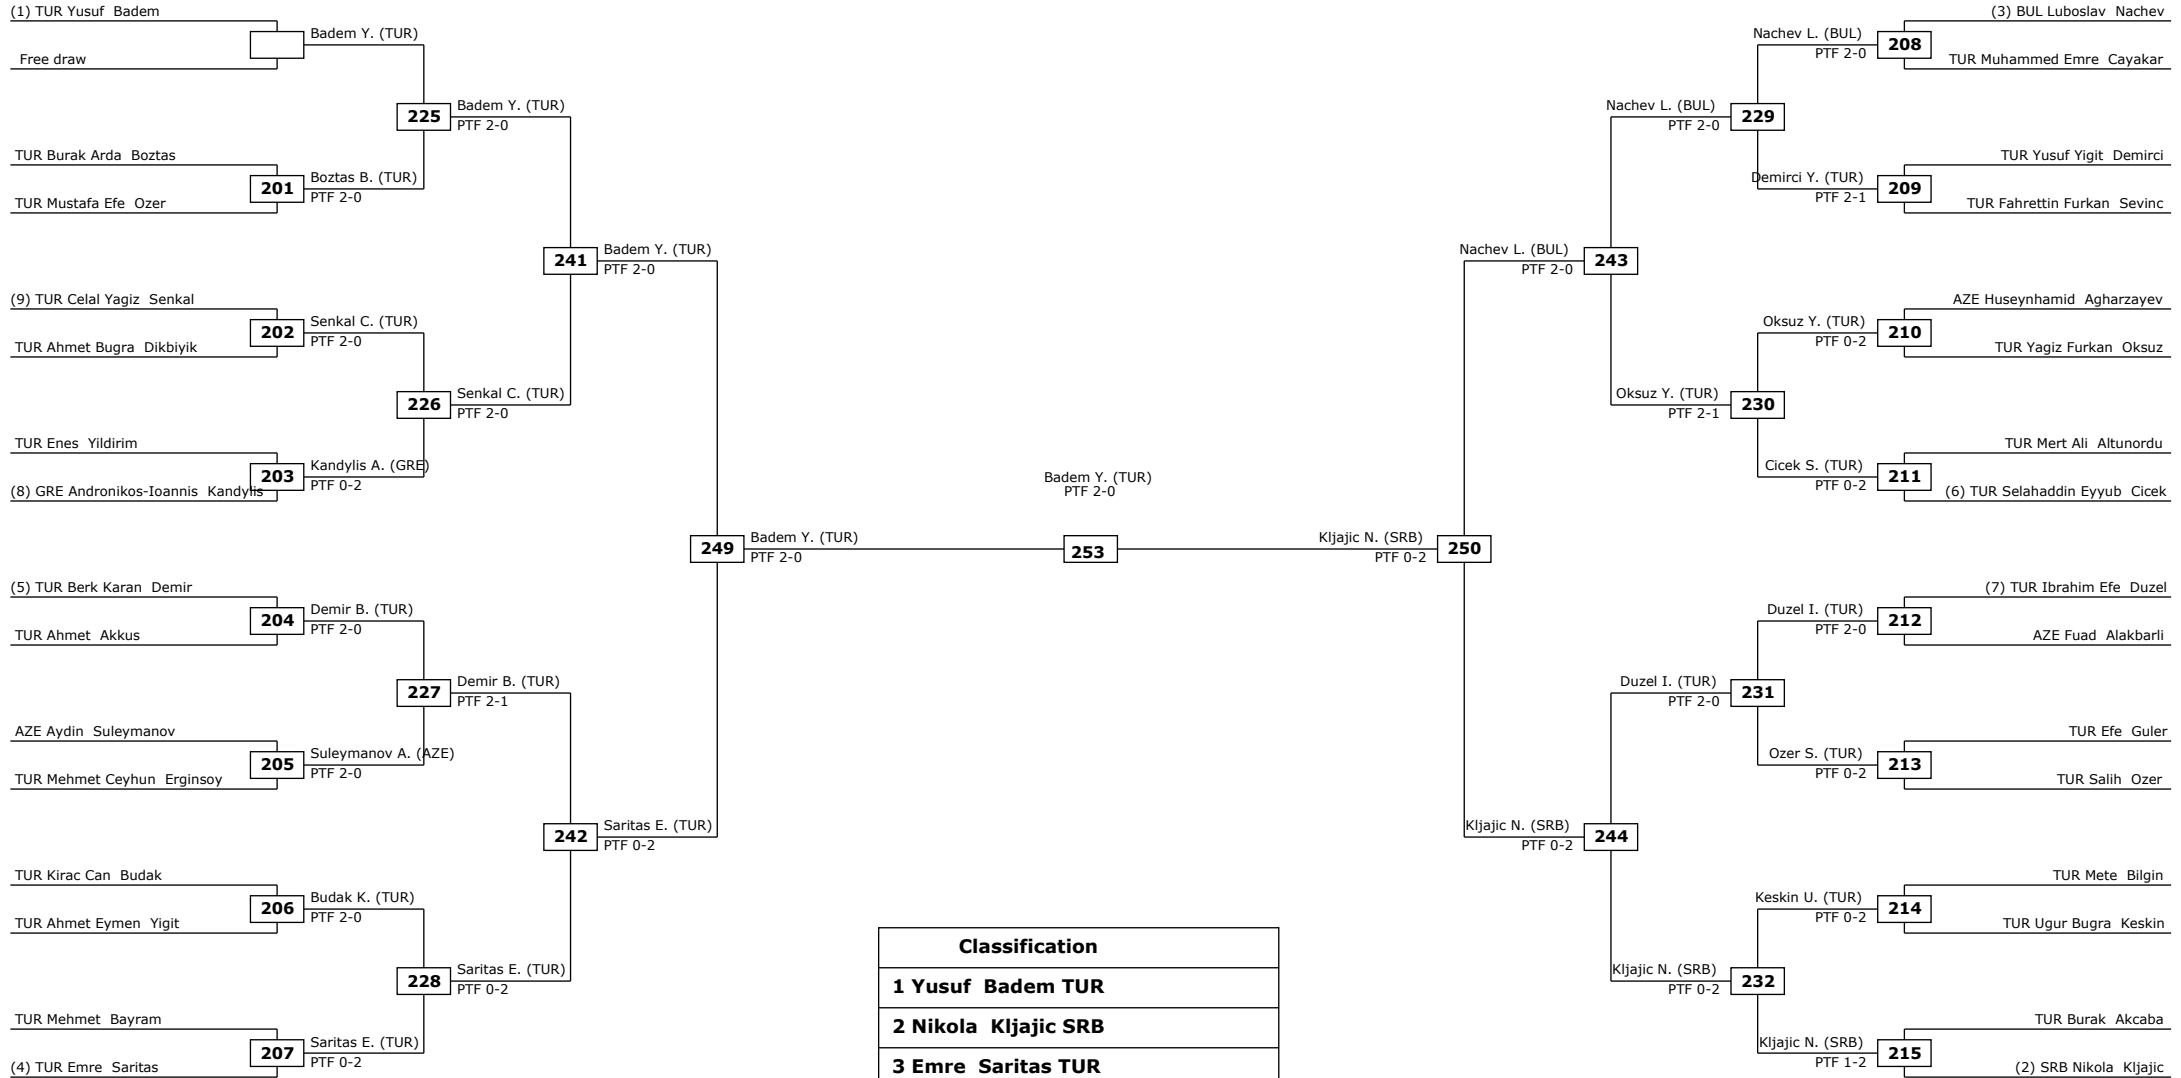 (1) TUR Yusuf Badem
Free draw
Badem Y. (TUR)
TUR Burak Arda Boztas
TUR Mustafa Efe Ozer
201
Boztas B. (TUR)
PTF 2-0
225
Badem Y. (TUR)
PTF 2-0
(9) TUR Celal Yagiz Senkal
TUR Ahmet Bugra Dikbiyik
202
Senkal C. (TUR)
PTF 2-0
TUR Enes Yildirim
(8) GRE Andronikos-Ioannis Kandylis
203
Kandylis A. (GRE)
PTF 0-2
226
Senkal C. (TUR)
PTF 2-0
241
Badem Y. (TUR)
PTF 2-0
(5) TUR Berk Karan Demir
TUR Ahmet Akkus
204
Demir B. (TUR)
PTF 2-0
AZE Aydin Suleymanov
TUR Mehmet Ceyhun Erginsoy
205
Suleymanov A. (AZE)
PTF 2-0
227
Demir B. (TUR)
PTF 2-1
TUR Kirac Can Budak
TUR Ahmet Eymen Yigit
206
Budak K. (TUR)
PTF 2-0
TUR Mehmet Bayram
(4) TUR Emre Saritas
207
Saritas E. (TUR)
PTF 0-2
228
Saritas E. (TUR)
PTF 0-2
242
Saritas E. (TUR)
PTF 0-2
249
Badem Y. (TUR)
PTF 2-0
Badem Y. (TUR)
PTF 2-0
253
Kljajic N. (SRB)
PTF 0-2
250
Nachev L. (BUL)
PTF 2-0
243
Nachev L. (BUL)
PTF 2-0
229
Nachev L. (BUL)
PTF 2-0
208
(3) BUL Luboslav Nachev
TUR Muhammed Emre Cayakar
Demirci Y. (TUR)
PTF 2-1
209
TUR Yusuf Yigit Demirci
TUR Fahrettin Furkan Sevinc
Oksuz Y. (TUR)
PTF 2-1
230
Oksuz Y. (TUR)
PTF 0-2
210
AZE Huseynhamid Agharzayev
TUR Yagiz Furkan Oksuz
Cicek S. (TUR)
PTF 0-2
211
TUR Mert Ali Altunordu
(6) TUR Selahaddin Eyyub Cicek
Kljajic N. (SRB)
PTF 0-2
244
Duzel I. (TUR)
PTF 2-0
231
Duzel I. (TUR)
PTF 2-0
212
(7) TUR Ibrahim Efe Duzel
AZE Fuad Alakbarli
Ozer S. (TUR)
PTF 0-2
213
TUR Efe Guler
TUR Salih Ozer
Kljajic N. (SRB)
PTF 0-2
232
Keskin U. (TUR)
PTF 0-2
214
TUR Mete Bilgin
TUR Ugur Bugra Keskin
Kljajic N. (SRB)
PTF 1-2
215
TUR Burak Akcaba
(2) SRB Nikola Kljajic
Classification
1 Yusuf Badem TUR
2 Nikola Kljajic SRB
3 Emre Saritas TUR